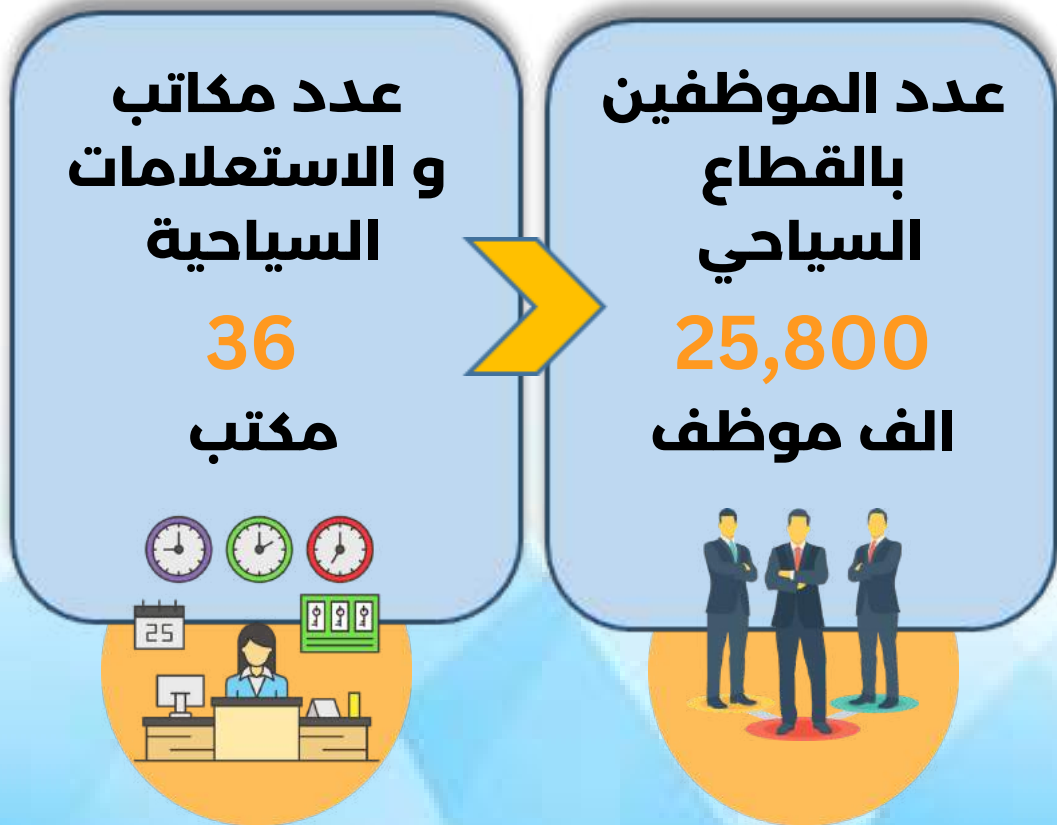 عدد الموظفين
بالقطاع
السياحي
25,800
الف موظف
عدد مكاتب
و الاستعلامات
السياحية
36
مكتب
25